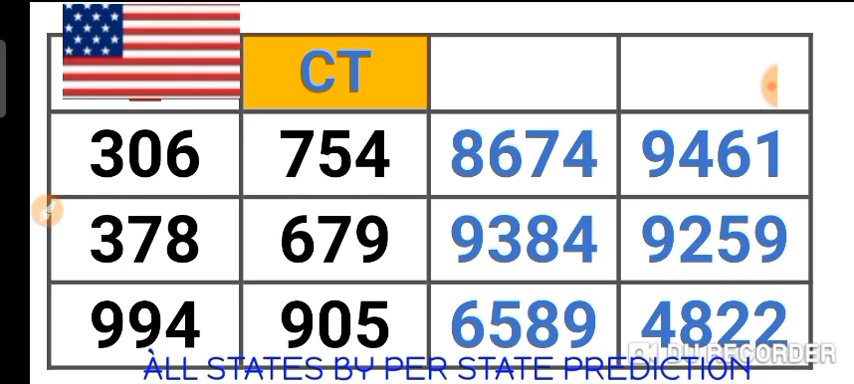 CT
306 754 8674 9461
378 679 9384 9259
994 905 6589 4822
DU RECORDER
ÀLL STATES BY PER STATE PREDICTION